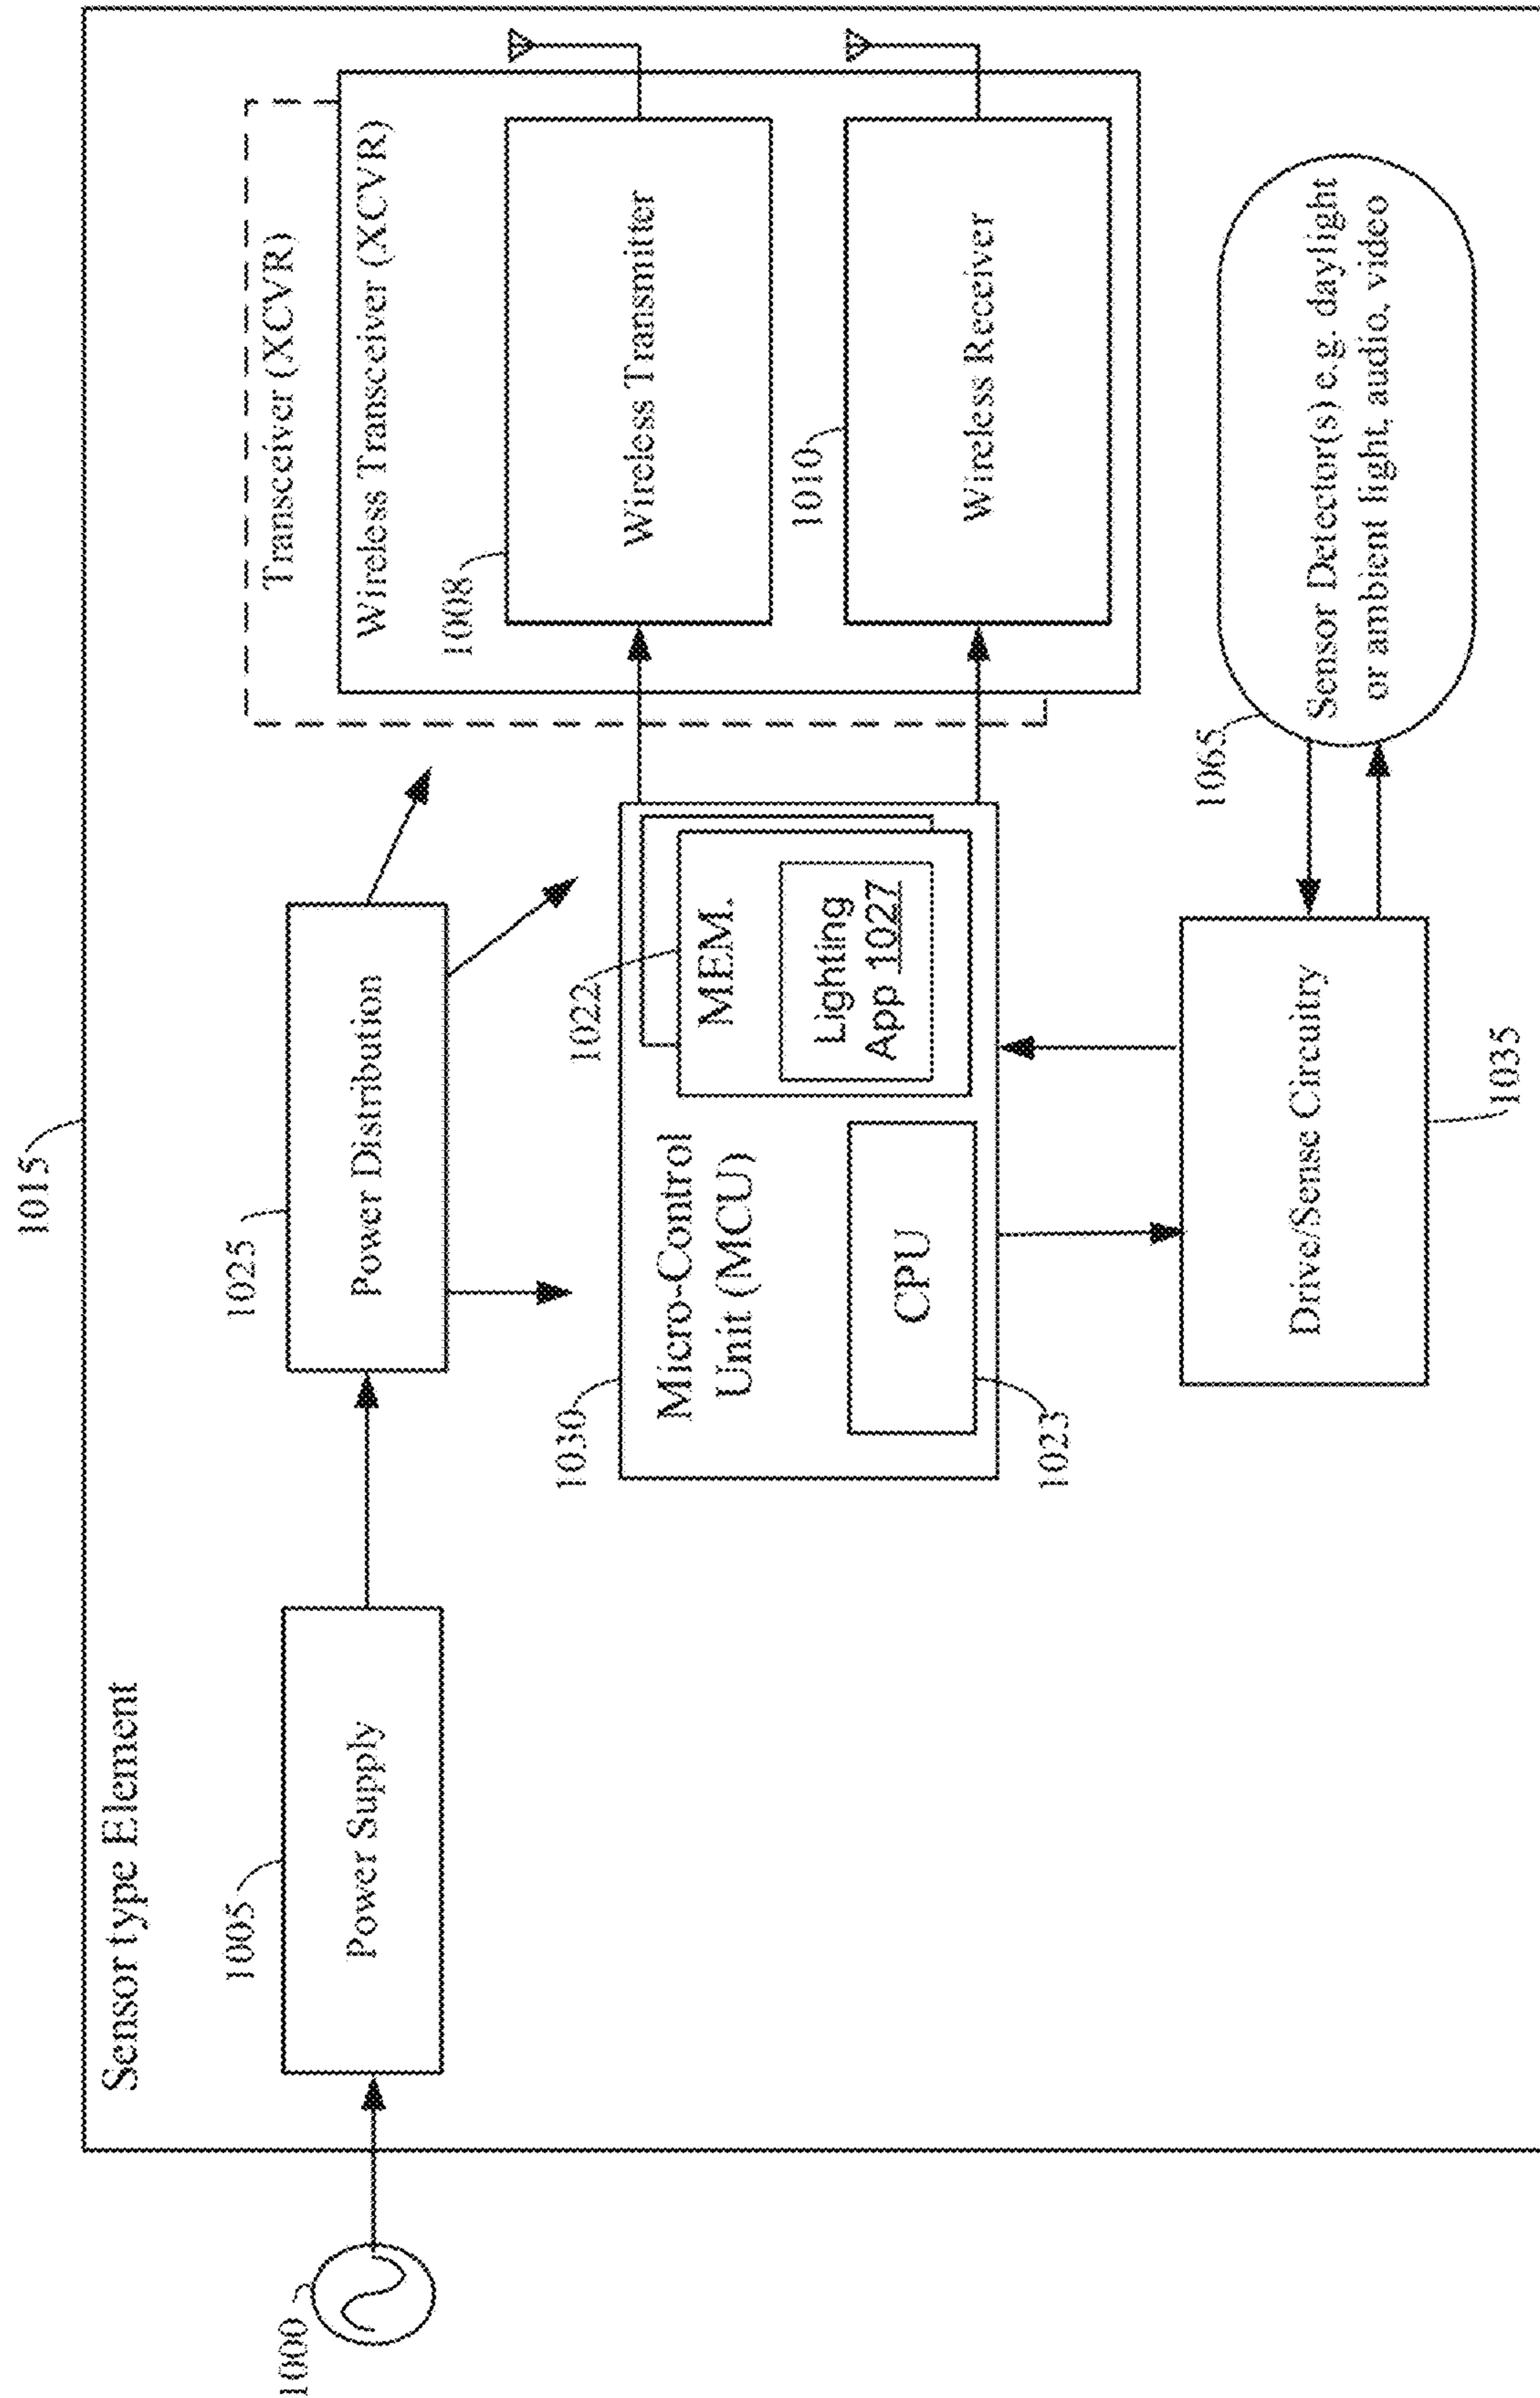 1015
Sensor type Element
1000
1005
Power Supply
1025
Power Distribution
Transceiver (XCVR)
Wireless Transceiver (XCVR)
1008
Wireless Transmitter
1010
Wireless Receiver
1030
Micro-Control
Unit (MCU)
CPU
1023
1022
MEM.
Lighting
App 1027
1065
Sensor Detector(s) e.g. daylight
or ambient light, audio, video
Drive/Sense Circuitry
1035